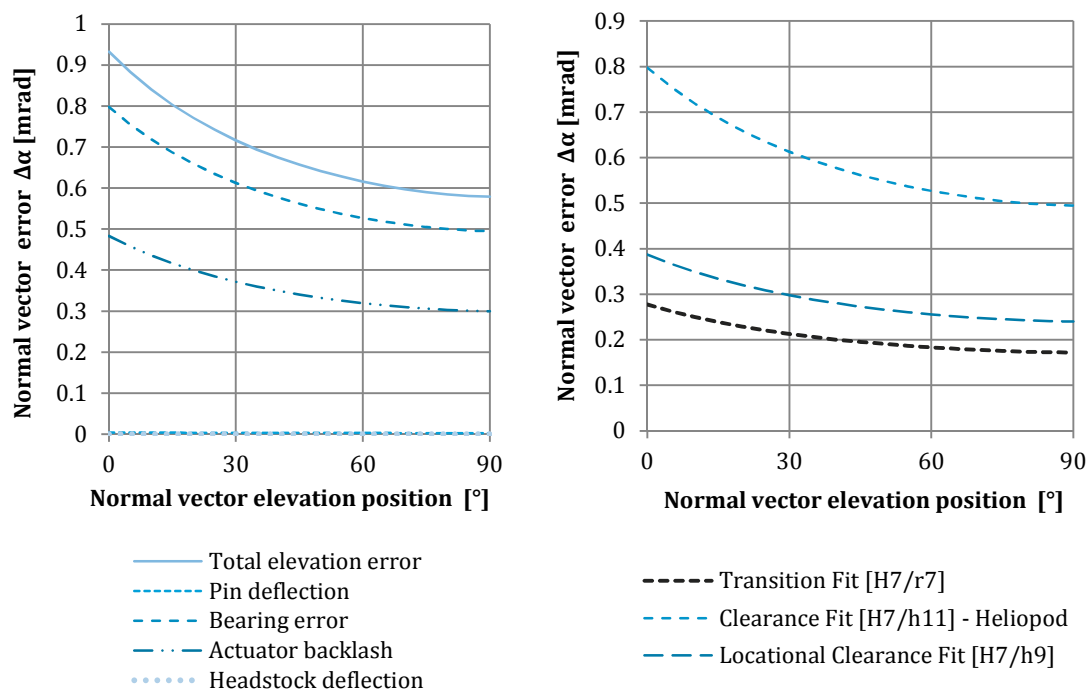 Normal vector error Δα [mrad]
1
0.9
0.8
0.7
0.6
0.5
0.4
0.3
0.2
0.1
0
0 30 60 90
Normal vector elevation position [°]
Total elevation error
Pin deflection
Bearing error
Actuator backlash
Headstock deflection
Normal vector error Δα [mrad]
0.9
0.8
0.7
0.6
0.5
0.4
0.3
0.2
0.1
0
0 30 60 90
Normal vector elevation position [°]
Transition Fit [H7/r7]
Clearance Fit [H7/h11] - Heliopod
Locational Clearance Fit [H7/h9]